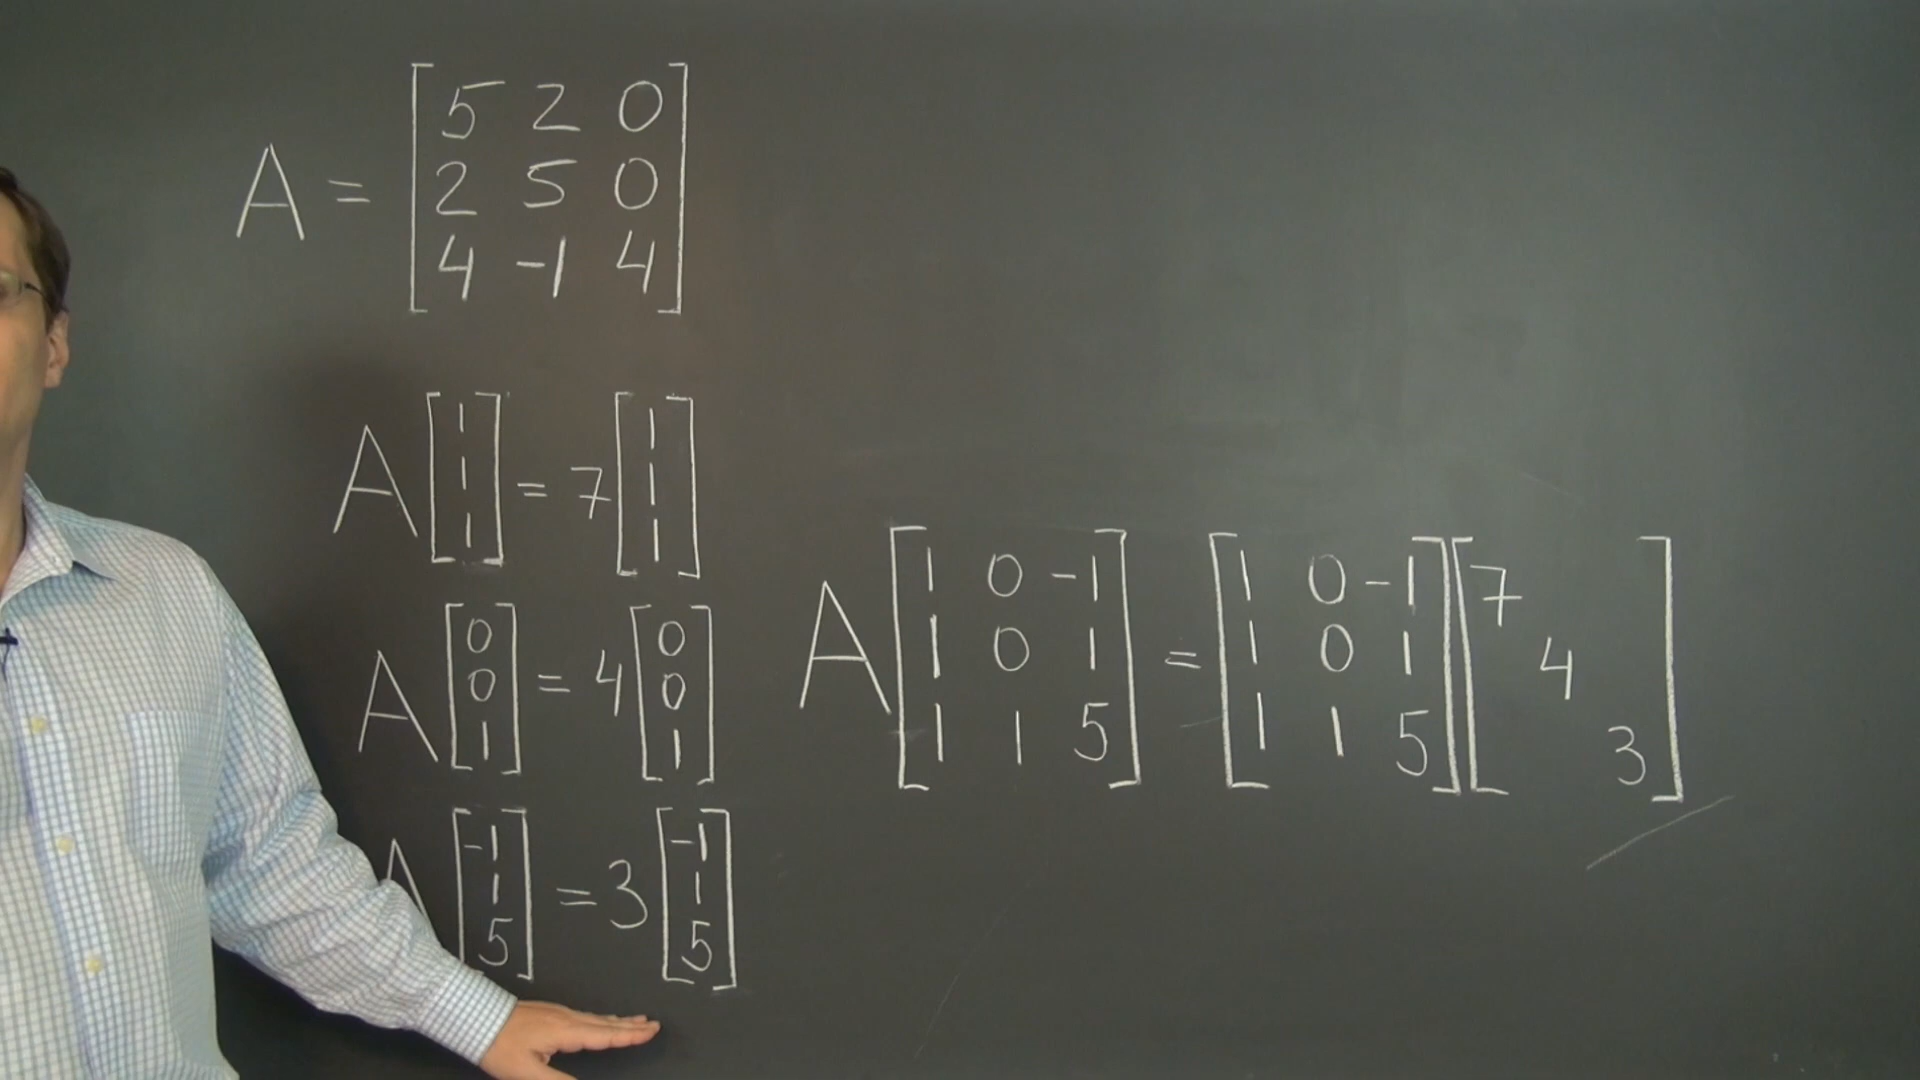 A = [5 2 0
2 5 0
4 -1 4]
A [1 1 1] = 7 [1 1 1]
A [0 0 1] = 4 [0 0 1]
A [-1 1 5] = 3 [-1 1 5]
A [1 0 -1
1 0 1
1 1 5] = [1 0 -1
1 0 1
1 1 5] [7
4
3]